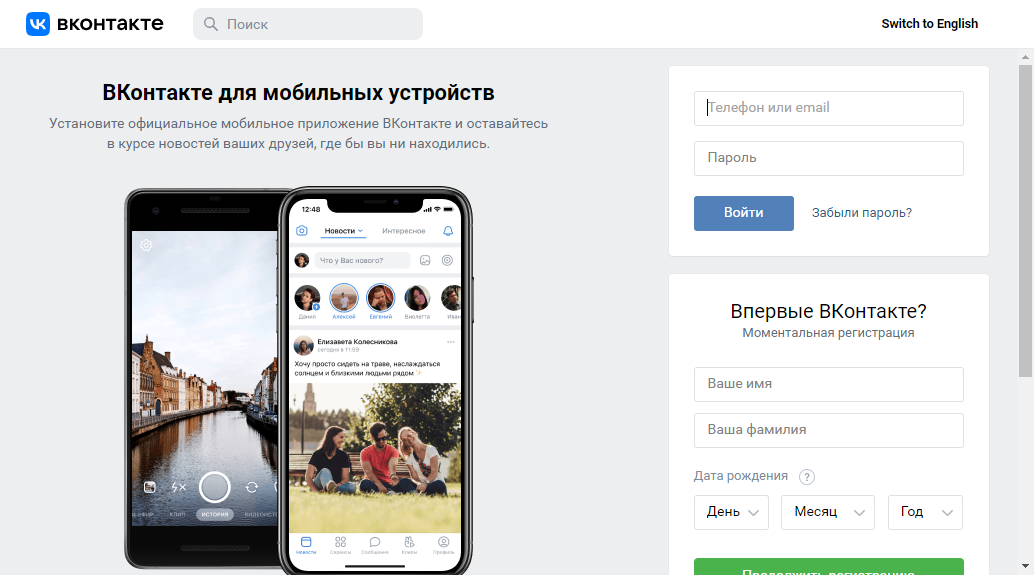 вконтакте
Поиск
Switch to English
ВКонтакте для мобильных устройств
Установите официальное мобильное приложение ВКонтакте и оставайтесь
в курсе новостей ваших друзей, где бы вы ни находились.
12:48
Новости
Интересное
Что у Вас нового?
Данил
Алексей
Евгений
Виолетта
Иван
Елизавета Колесникова
сегодня в 11:59
Хочу просто сидеть на траве, наслаждаться
солнцем и близкими людьми рядом
КЛИП
ИСТОРИЯ
Новости
Сервисы
Сообщения
Клипы
Профиль
Телефон или email
Пароль
Войти
Забыли пароль?
Впервые ВКонтакте?
Моментальная регистрация
Ваше имя
Ваша фамилия
Дата рождения ?
День
Месяц
Год
Продолжить регистрацию